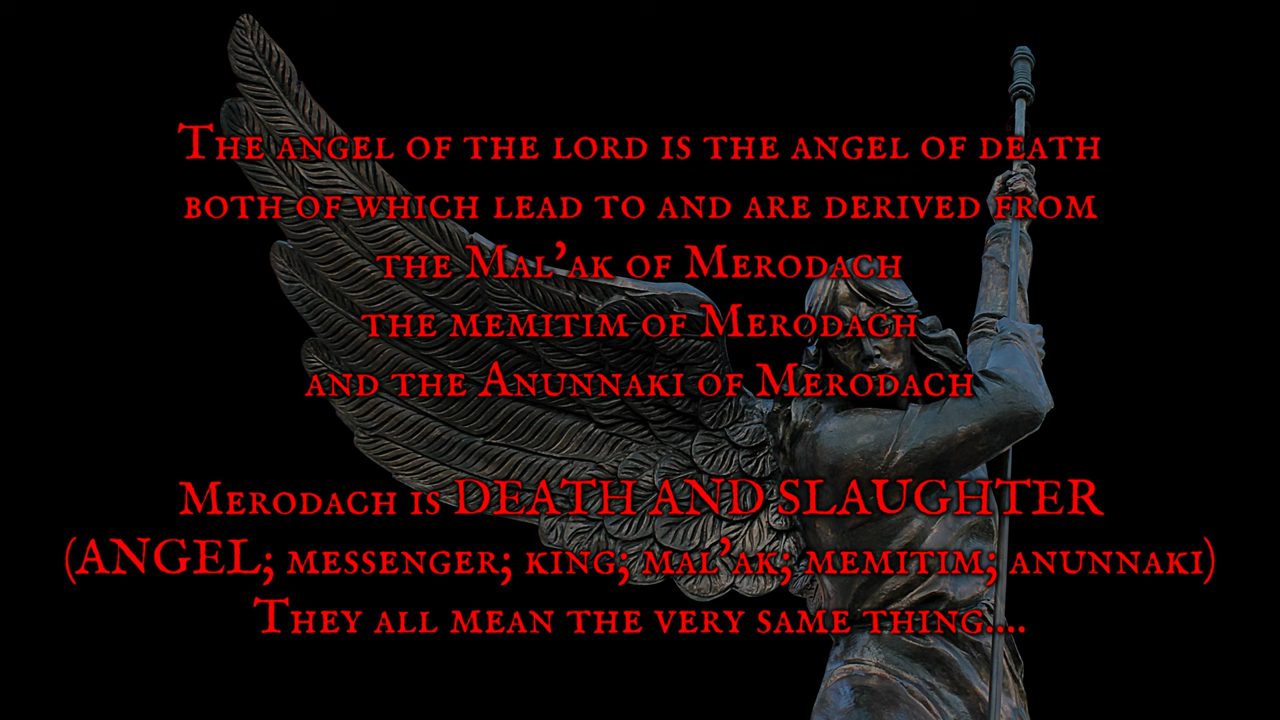 The angel of the lord is the angel of death
both of which lead to and are derived from
the Mal'ak of Merodach
the memitim of Merodach
and the Anunnaki of Merodach
Merodach is DEATH AND SLAUGHTER
(ANGEL; messenger; king; mal'ak; memitim; anunnaki)
They all mean the very same thing....